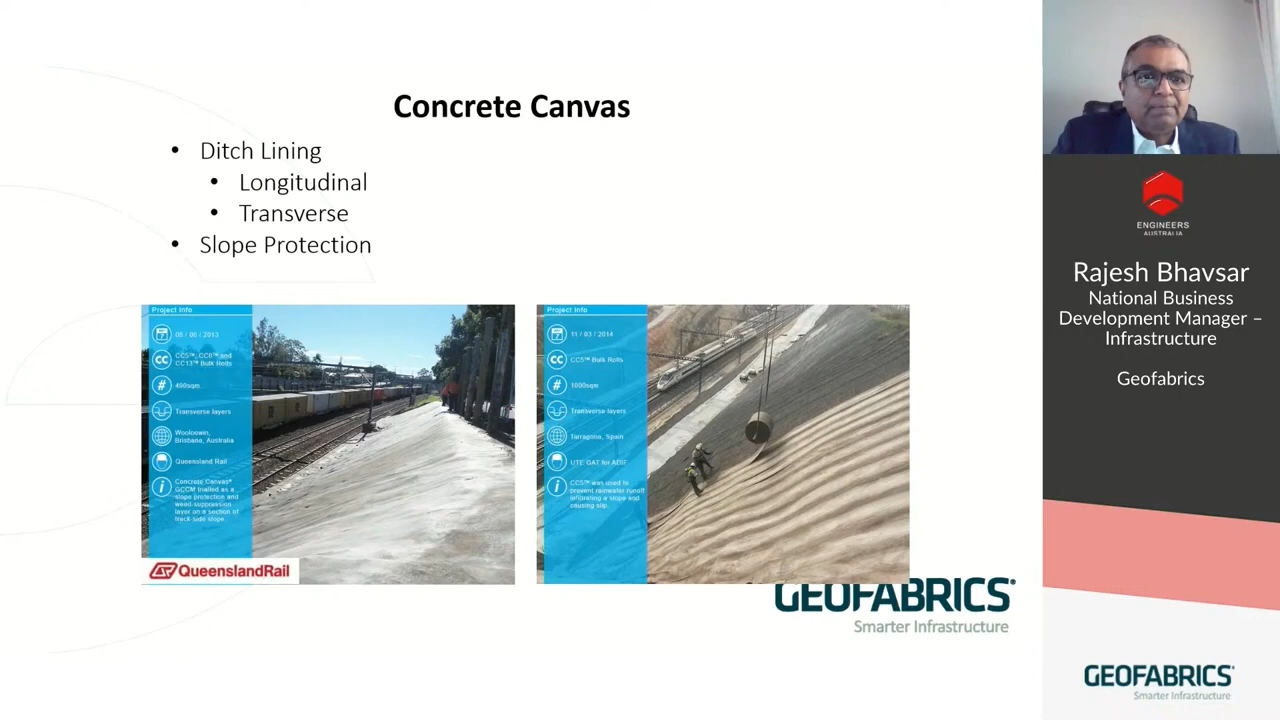 Concrete Canvas
• Ditch Lining
• Longitudinal
• Transverse
• Slope Protection
Project Info
06 / 06 / 2013
CC5™, CC8™ and
CC13™ Bulk Rolls
400sqm
Transverse layers
Wooloowin,
Brisbane, Australia
Queensland Rail
Concrete Canvas®
GCCM trialled as a
slope protection and
weed suppression
layer on a section of
track-side slope.
QueenslandRail
Project Info
11 / 03 / 2014
CC5™ Bulk Rolls
1000sqm
Transverse layers
Tarragona, Spain
UTE GAT for ADIF
CC5™ was used to
prevent rainwater runoff
infiltrating a slope and
causing slip.
GEOFABRICS®
Smarter Infrastructure
ENGINEERS
AUSTRALIA
Rajesh Bhavsar
National Business
Development Manager –
Infrastructure
Geofabrics
GEOFABRICS®
Smarter Infrastructure